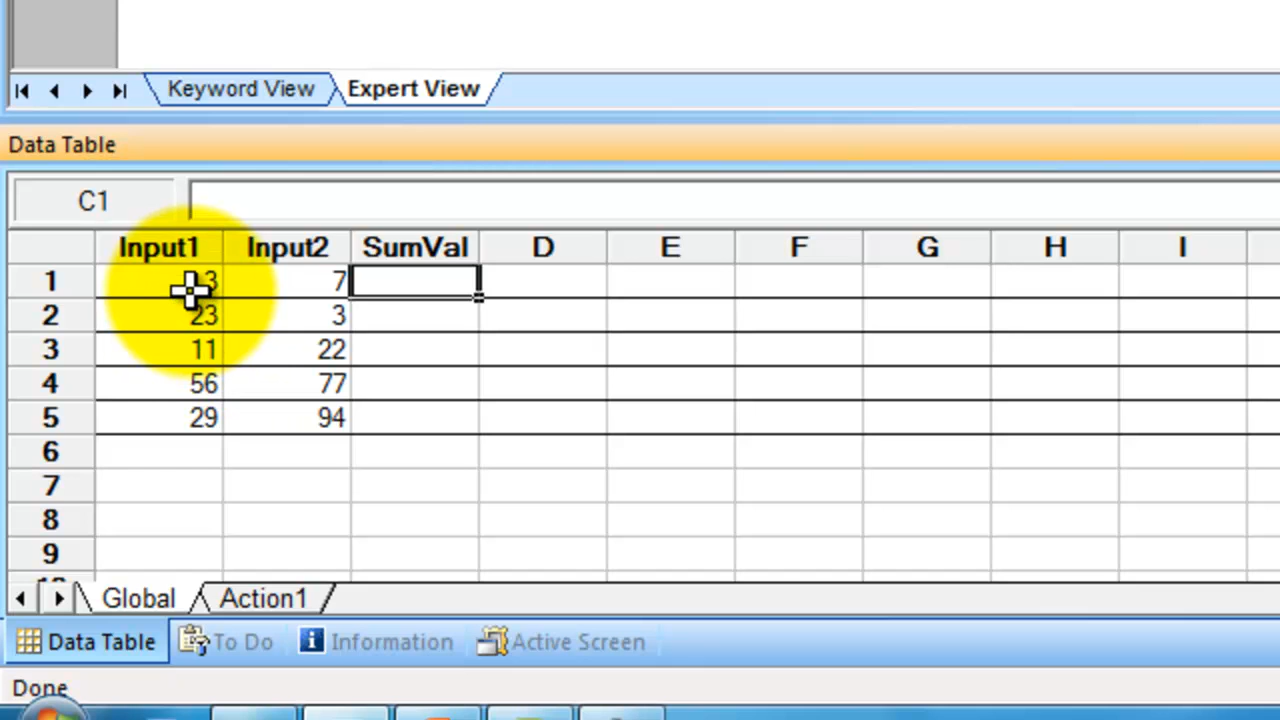 Keyword View Expert View
Data Table
C1
Input1 Input2 SumVal D E F G H I
1 3 7
2 23 3
3 11 22
4 56 77
5 29 94
6
7
8
9
Global Action1
Data Table To Do Information Active Screen
Done